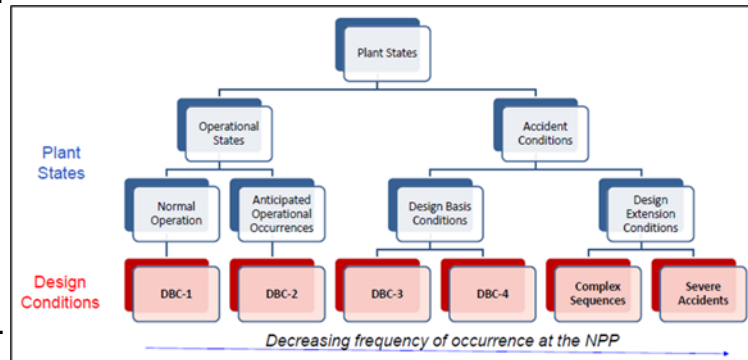 Plant States
Operational
States
Accident
Conditions
Plant
States
Normal
Operation
Anticipated
Operational
Occurrences
Design Basis
Conditions
Design
Extension
Conditions
Design
Conditions
DBC-1
DBC-2
DBC-3
DBC-4
Complex
Sequences
Severe
Accidents
Decreasing frequency of occurrence at the NPP